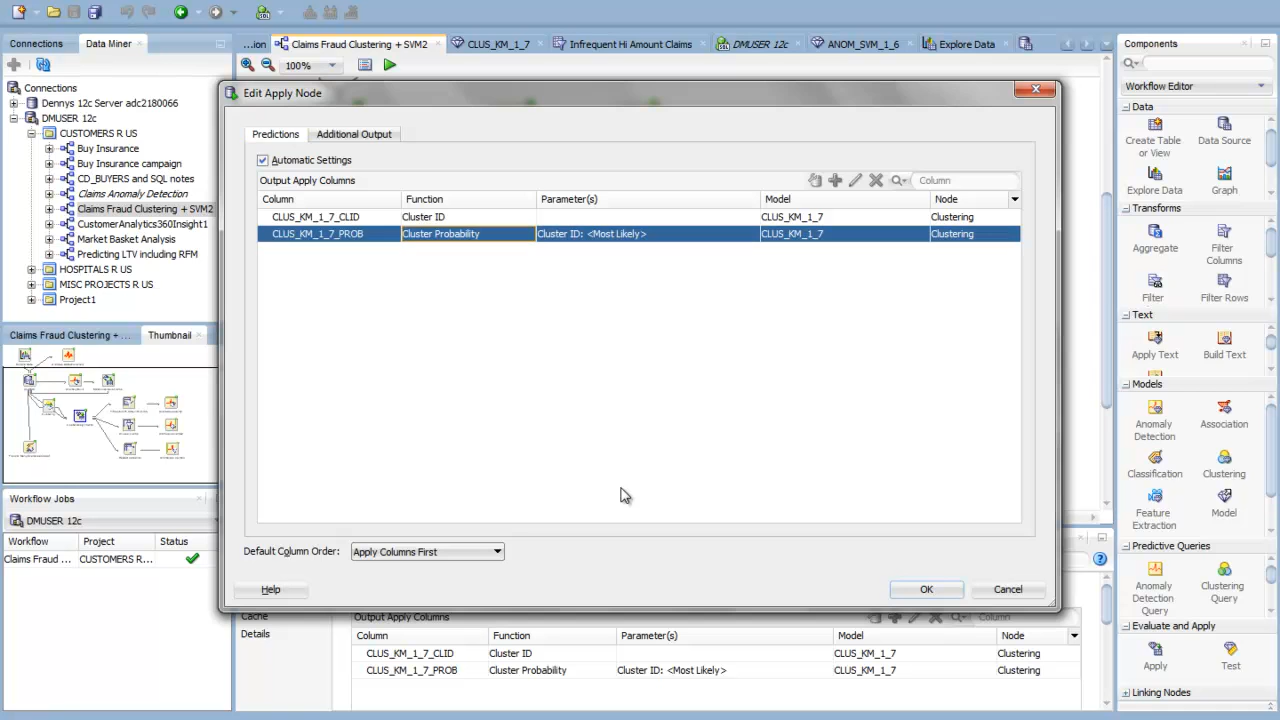 Connections
Data Miner
...ion
Claims Fraud Clustering + SVM2
CLUS_KM_1_7
Infrequent Hi Amount Claims
DMUSER 12c
ANOM_SVM_1_6
Explore Data
Components
100%
Workflow Editor
Connections
Dennys 12c Server adc2180066
DMUSER 12c
CUSTOMERS R US
Buy Insurance
Buy Insurance campaign
CD_BUYERS and SQL notes
Claims Anomaly Detection
Claims Fraud Clustering + SVM2
CustomerAnalytics360Insight1
Market Basket Analysis
Predicting LTV including RFM
HOSPITALS R US
MISC PROJECTS R US
Project1
Claims Fraud Clustering + ...
Thumbnail
Workflow Jobs
DMUSER 12c
Workflow Project Status
Claims Fraud ... CUSTOMERS R...
Edit Apply Node
Predictions
Additional Output
Automatic Settings
Output Apply Columns
Column
Column Function Parameter(s) Model Node
CLUS_KM_1_7_CLID Cluster ID CLUS_KM_1_7 Clustering
CLUS_KM_1_7_PROB Cluster Probability Cluster ID: <Most Likely> CLUS_KM_1_7 Clustering
Default Column Order: Apply Columns First
Help
OK
Cancel
Cache
Details
Output Apply Columns
Column
Column Function Parameter(s) Model Node
CLUS_KM_1_7_CLID Cluster ID CLUS_KM_1_7 Clustering
CLUS_KM_1_7_PROB Cluster Probability Cluster ID: <Most Likely> CLUS_KM_1_7 Clustering
Data
Create Table
or View
Data Source
Explore Data
Graph
Transforms
Aggregate
Filter
Columns
Filter
Filter Rows
Text
Apply Text
Build Text
Models
Anomaly
Detection
Association
Classification
Clustering
Feature
Extraction
Model
Predictive Queries
Anomaly
Detection
Query
Clustering
Query
Evaluate and Apply
Apply
Test
Linking Nodes